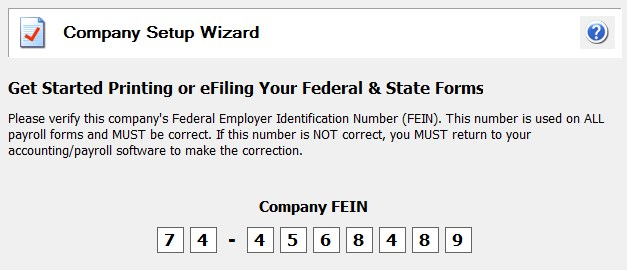 Company Setup Wizard
?
Get Started Printing or eFiling Your Federal & State Forms
Please verify this company's Federal Employer Identification Number (FEIN). This number is used on ALL
payroll forms and MUST be correct. If this number is NOT correct, you MUST return to your
accounting/payroll software to make the correction.
Company FEIN
7 4 - 4 5 6 8 4 8 9